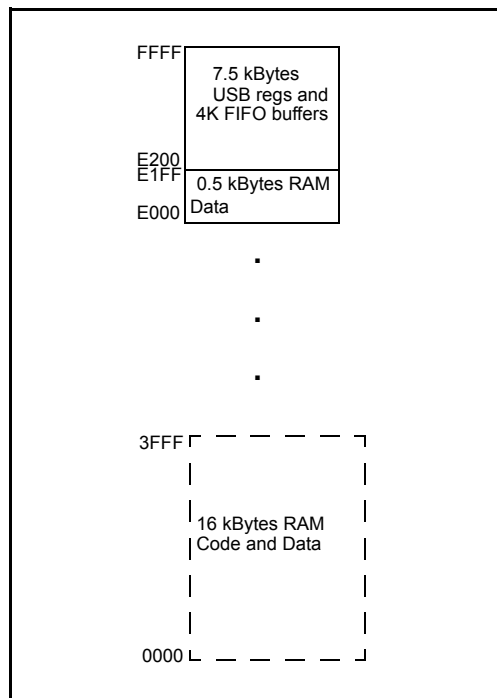 FFFF
7.5 kBytes
USB regs and
4K FIFO buffers
E200
E1FF
0.5 kBytes RAM
Data
E000
.
.
.
3FFF
16 kBytes RAM
Code and Data
0000